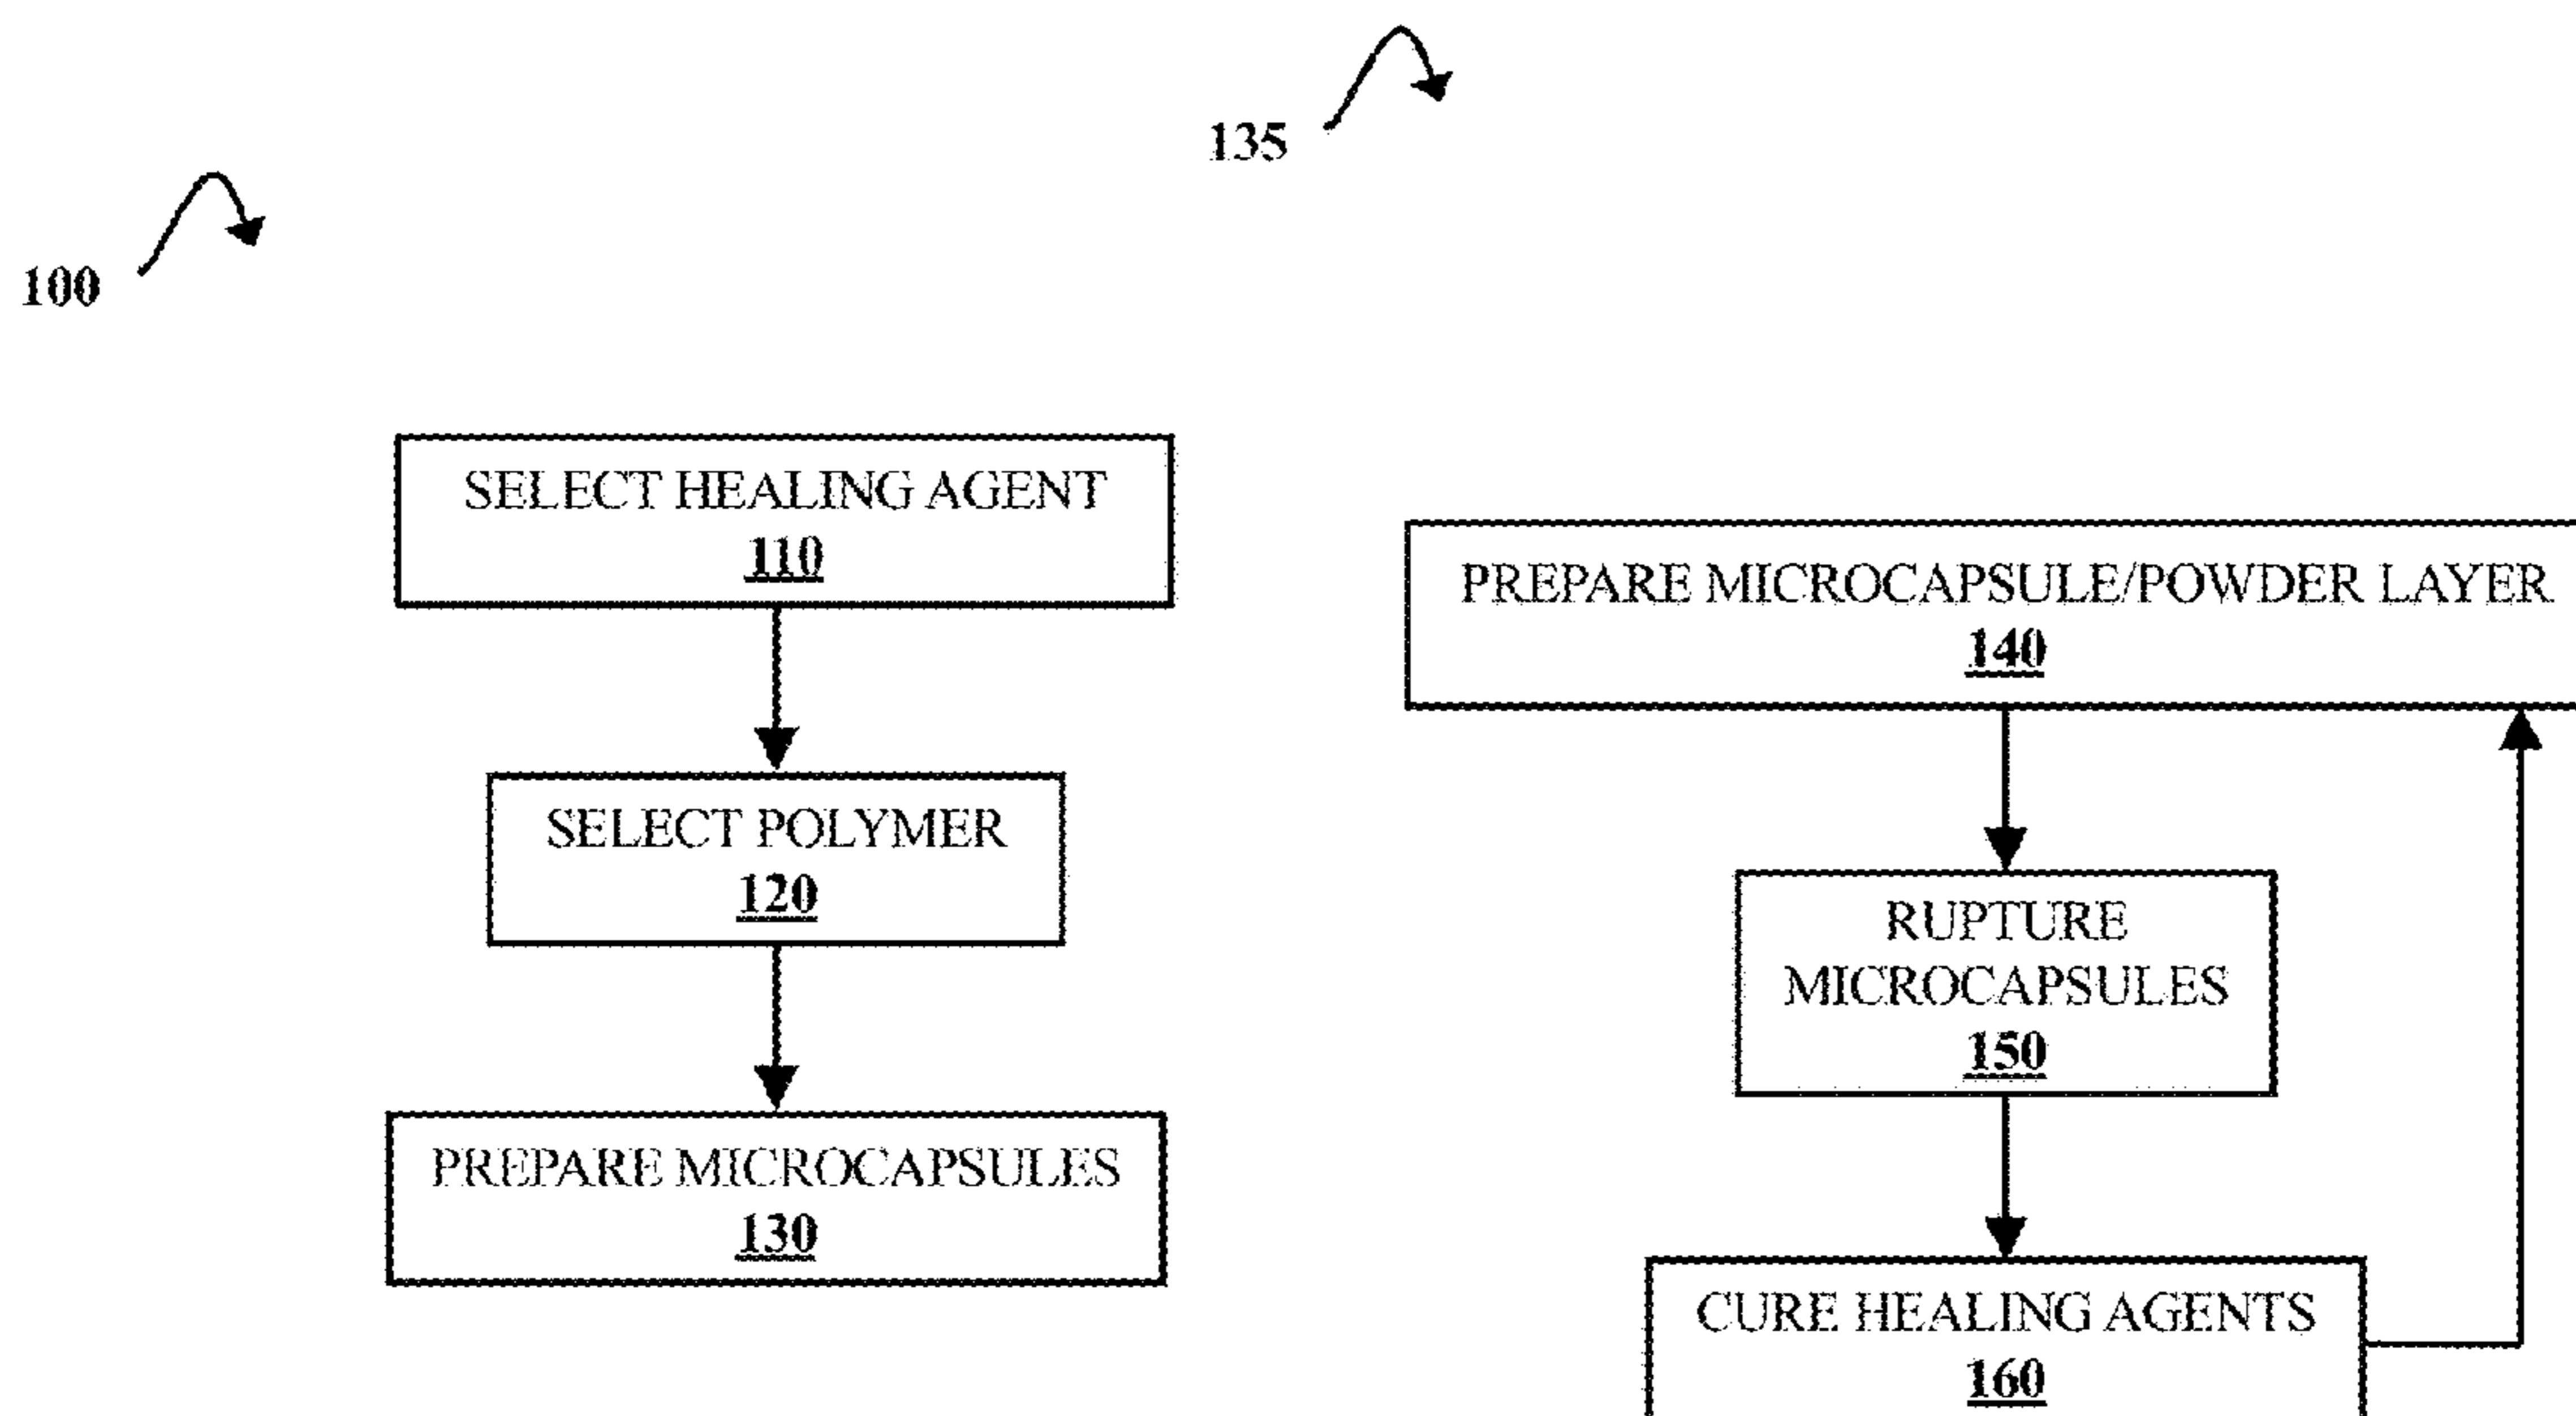 100
SELECT HEALING AGENT
110
SELECT POLYMER
120
PREPARE MICROCAPSULES
130
135
PREPARE MICROCAPSULE/POWDER LAYER
140
RUPTURE
MICROCAPSULES
150
CURE HEALING AGENTS
160